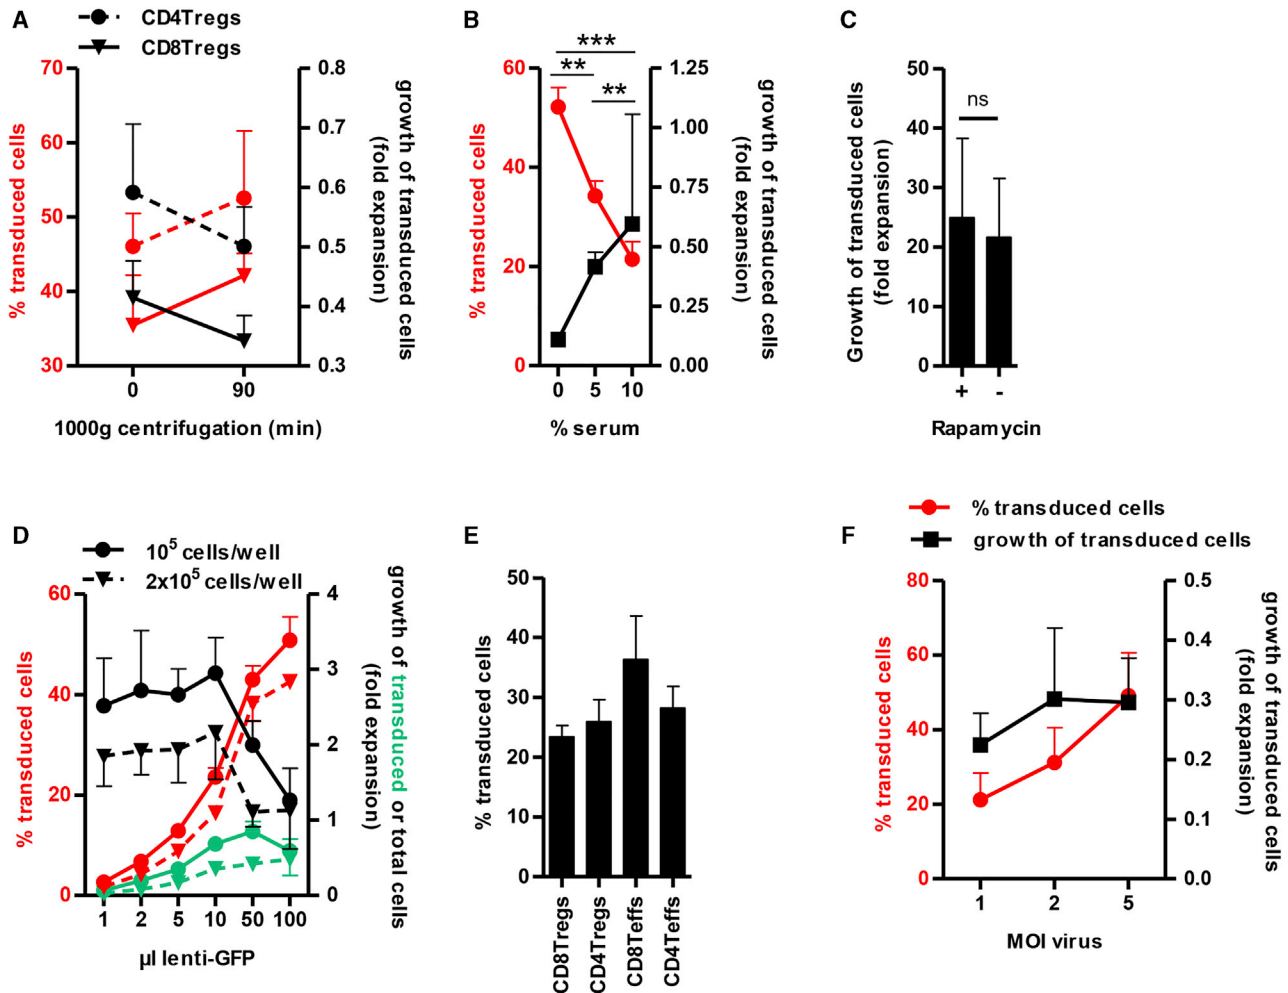 A
CD4Tregs
CD8Tregs
70
60
50
40
30
% transduced cells
0.8
0.7
0.6
0.5
0.4
0.3
growth of transduced cells
(fold expansion)
0 90
1000g centrifugation (min)
B
***
**
**
60
40
20
0
% transduced cells
1.25
1.00
0.75
0.50
0.25
0.00
growth of transduced cells
(fold expansion)
0 5 10
% serum
C
ns
50
40
30
20
10
0
Growth of transduced cells
(fold expansion)
+ -
Rapamycin
D
10⁵ cells/well
2x10⁵ cells/well
60
40
20
0
% transduced cells
4
3
2
1
0
growth of transduced or total cells
(fold expansion)
1 2 5 10 50 100
µl lenti-GFP
E
50
40
30
20
10
0
% transduced cells
CD8Tregs
CD4Tregs
CD8Teffs
CD4Teffs
F
% transduced cells
growth of transduced cells
80
60
40
20
0
% transduced cells
0.5
0.4
0.3
0.2
0.1
0.0
growth of transduced cells
(fold expansion)
1 2 5
MOI virus